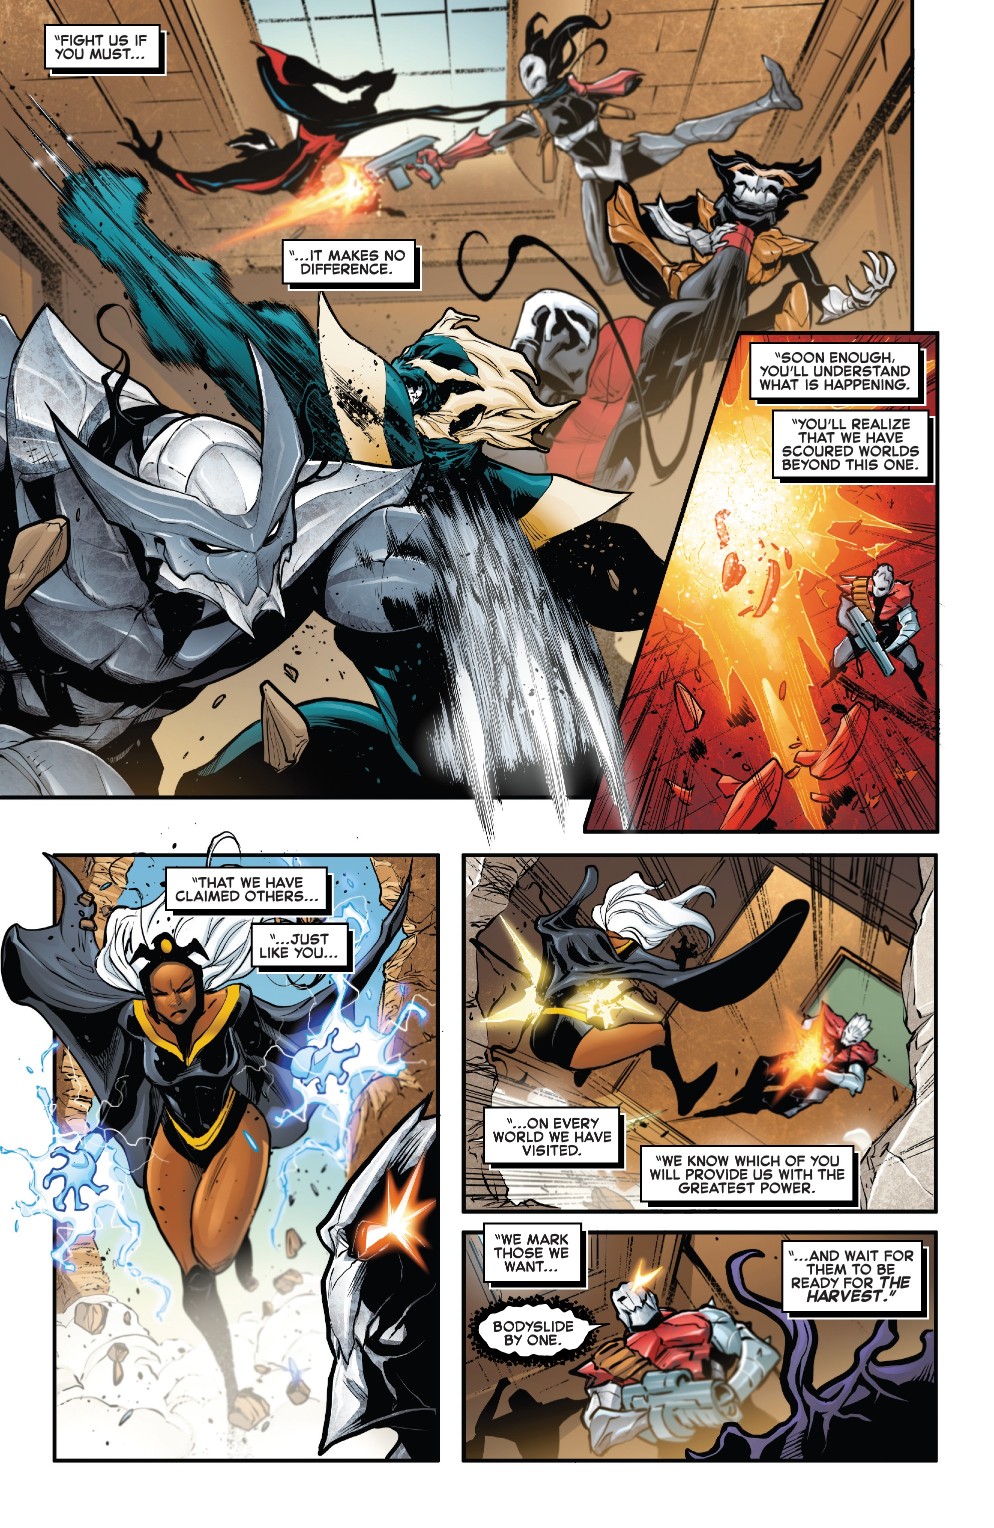 "FIGHT US IF
YOU MUST...
"...IT MAKES NO
DIFFERENCE.
"SOON ENOUGH,
YOU'LL UNDERSTAND
WHAT IS HAPPENING.
"YOU'LL REALIZE
THAT WE HAVE
SCOURED WORLDS
BEYOND THIS ONE.
"THAT WE HAVE
CLAIMED OTHERS...
"...JUST
LIKE YOU...
"...ON EVERY
WORLD WE HAVE
VISITED.
"WE KNOW WHICH OF YOU
WILL PROVIDE US WITH THE
GREATEST POWER.
"WE MARK
THOSE WE
WANT...
BODYSLIDE
BY ONE.
"...AND WAIT FOR
THEM TO BE
READY FOR THE
HARVEST."